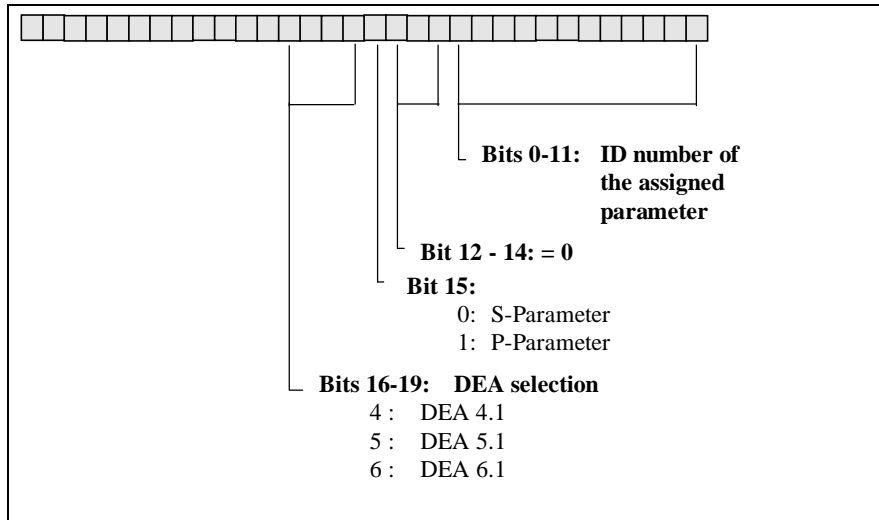 Bits 0-11: ID number of
the assigned
parameter
Bit 12 - 14: = 0
Bit 15:
0: S-Parameter
1: P-Parameter
Bits 16-19: DEA selection
4 : DEA 4.1
5 : DEA 5.1
6 : DEA 6.1